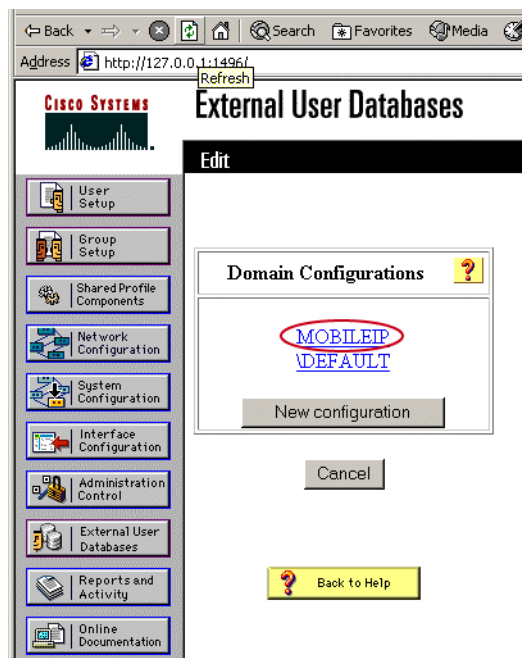 Back
Search
Favorites
Media
Address http://127.0.0.1:1496/
Refresh
CISCO SYSTEMS
External User Databases
Edit
User
Setup
Group
Setup
Shared Profile
Components
Network
Configuration
System
Configuration
Interface
Configuration
Administration
Control
External User
Databases
Reports and
Activity
Online
Documentation
Domain Configurations
?
MOBILEIP
\DEFAULT
New configuration
Cancel
? Back to Help